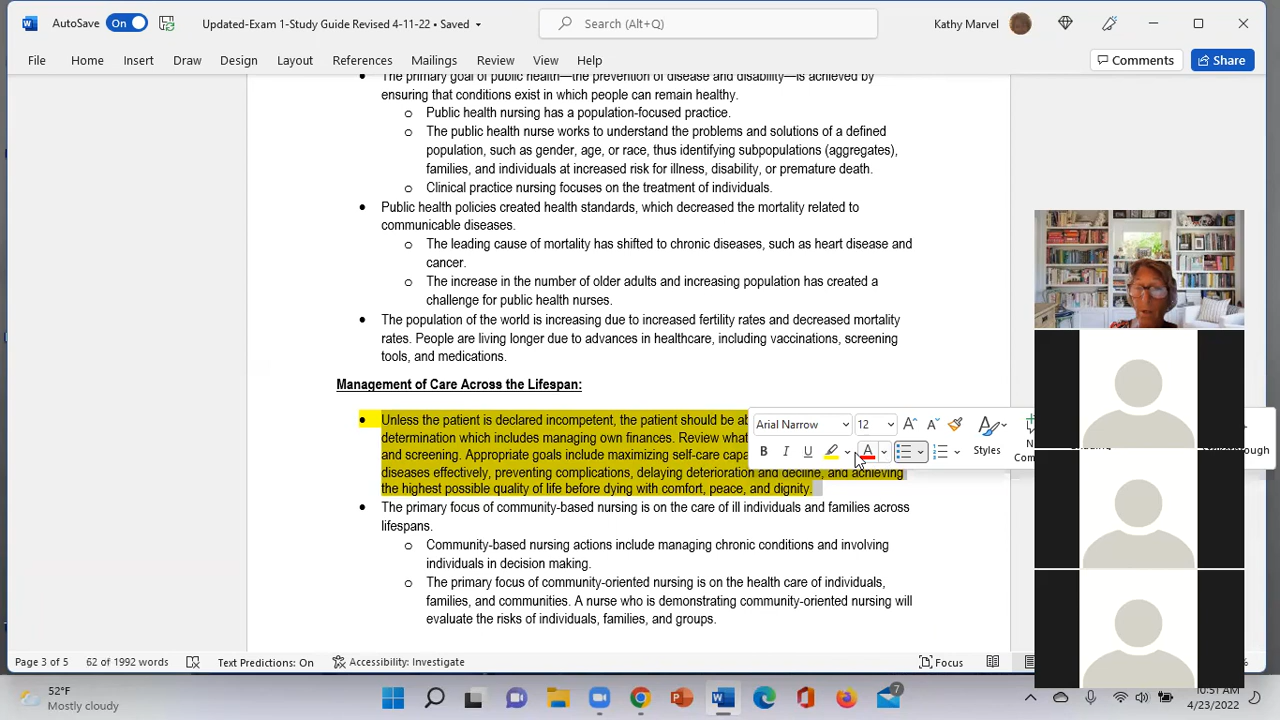 AutoSave On Updated-Exam 1-Study Guide Revised 4-11-22 • Saved Search (Alt+Q) Kathy Marvel
File Home Insert Draw Design Layout References Mailings Review View Help Comments Share
• The primary goal of public health—the prevention of disease and disability—is achieved by
ensuring that conditions exist in which people can remain healthy.
o Public health nursing has a population-focused practice.
o The public health nurse works to understand the problems and solutions of a defined
population, such as gender, age, or race, thus identifying subpopulations (aggregates),
families, and individuals at increased risk for illness, disability, or premature death.
o Clinical practice nursing focuses on the treatment of individuals.
• Public health policies created health standards, which decreased the mortality related to
communicable diseases.
o The leading cause of mortality has shifted to chronic diseases, such as heart disease and
cancer.
o The increase in the number of older adults and increasing population has created a
challenge for public health nurses.
• The population of the world is increasing due to increased fertility rates and decreased mortality
rates. People are living longer due to advances in healthcare, including vaccinations, screening
tools, and medications.
Management of Care Across the Lifespan:
• Unless the patient is declared incompetent, the patient should be
determination which includes managing own finances. Review what
and screening. Appropriate goals include maximizing self-care
diseases effectively, preventing complications, delaying deterioration and decline, and achieving
the highest possible quality of life before dying with comfort, peace, and dignity.
Arial Narrow 12
B I U A Styles
• The primary focus of community-based nursing is on the care of ill individuals and families across
lifespans.
o Community-based nursing actions include managing chronic conditions and involving
individuals in decision making.
o The primary focus of community-oriented nursing is on the health care of individuals,
families, and communities. A nurse who is demonstrating community-oriented nursing will
evaluate the risks of individuals, families, and groups.
Page 3 of 5 62 of 1992 words Text Predictions: On Accessibility: Investigate Focus
52°F
Mostly cloudy
7
10:51 AM
4/23/2022